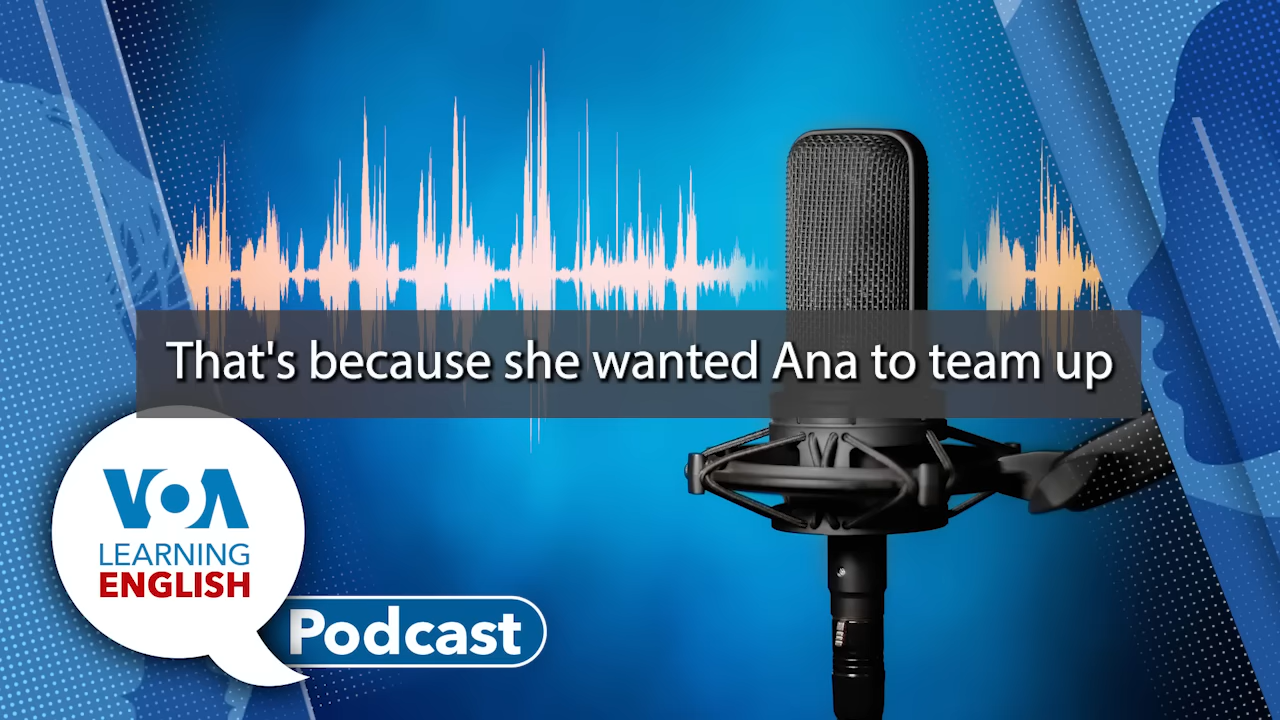 That's because she wanted Ana to team up
VOA
LEARNING
ENGLISH
Podcast